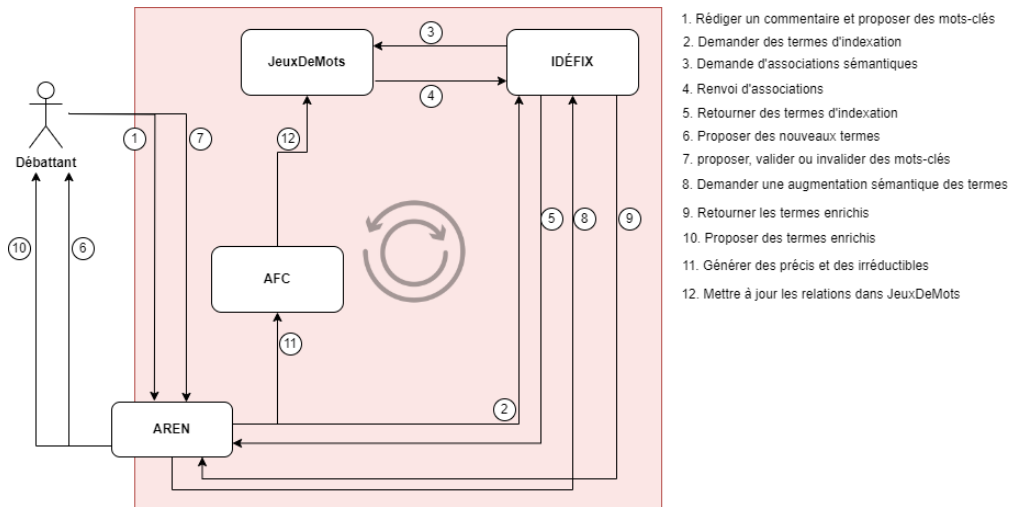 JeuxDeMots
IDÉFIX
3
4
1
7
12
Débattant
10
6
5
8
9
AFC
11
2
AREN
1. Rédiger un commentaire et proposer des mots-clés
2. Demander des termes d'indexation
3. Demande d'associations sémantiques
4. Renvoi d'associations
5. Retourner des termes d'indexation
6. Proposer des nouveaux termes
7. proposer, valider ou invalider des mots-clés
8. Demander une augmentation sémantique des termes
9. Retourner les termes enrichis
10. Proposer des termes enrichis
11. Générer des précis et des irréductibles
12. Mettre à jour les relations dans JeuxDeMots